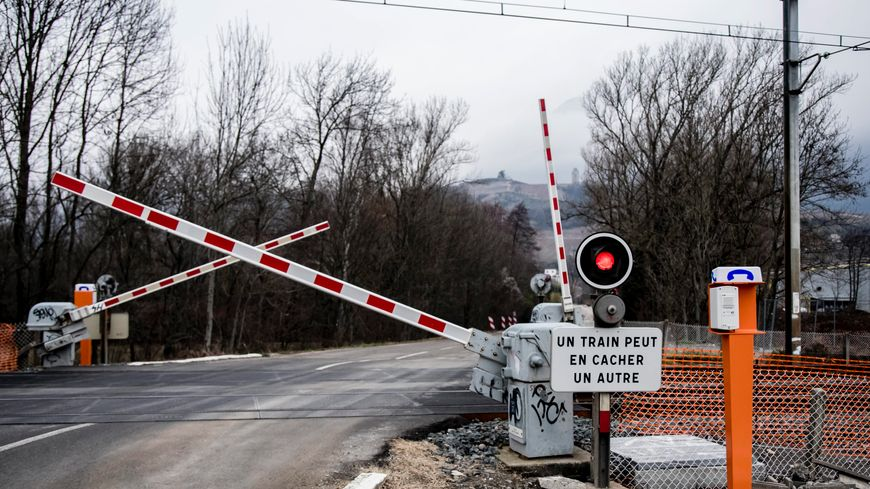 UN TRAIN PEUT
EN CACHER
UN AUTRE